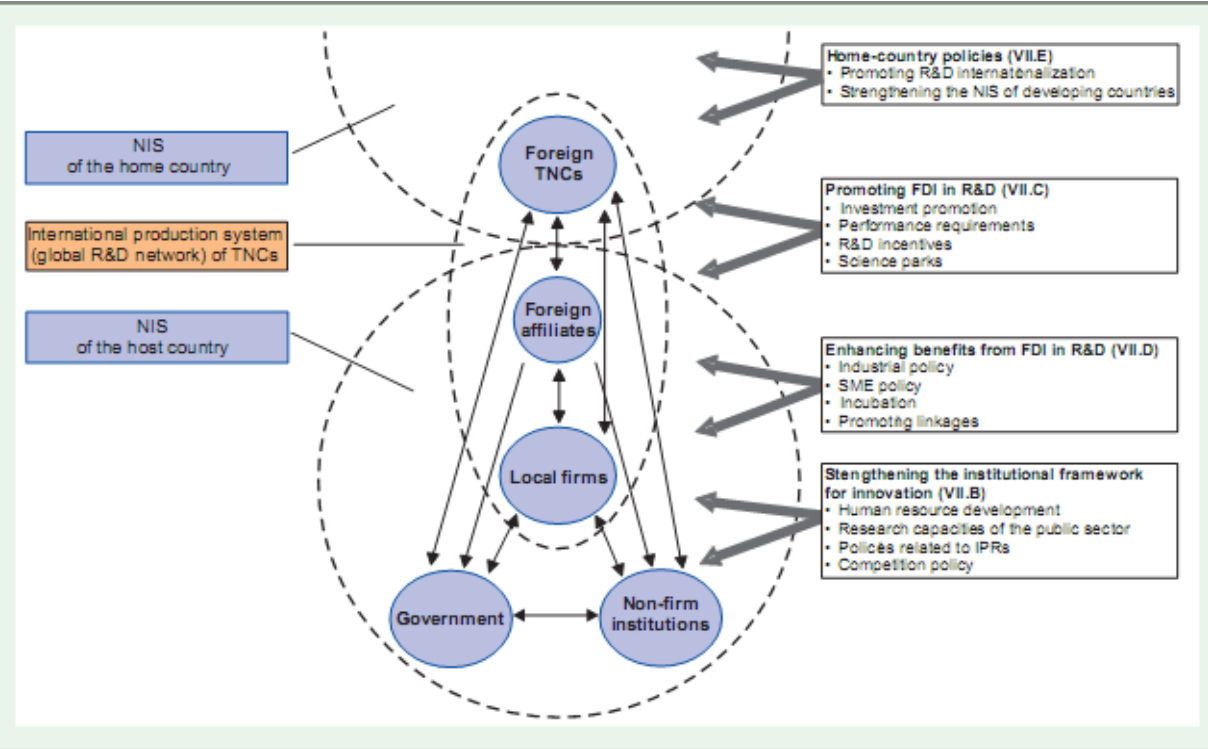 NIS
of the home country
International production system
(global R&D network) of TNCs
NIS
of the host country
Foreign
TNCs
Foreign
affiliates
Local firms
Government
Non-firm
institutions
Home-country policies (VII.E)
• Promoting R&D internationalization
• Strengthening the NIS of developing countries
Promoting FDI in R&D (VII.C)
• Investment promotion
• Performance requirements
• R&D incentives
• Science parks
Enhancing benefits from FDI in R&D (VII.D)
• Industrial policy
• SME policy
• Incubation
• Promoting linkages
Stengthening the institutional framework
for innovation (VII.B)
• Human resource development
• Research capacities of the public sector
• Polices related to IPRs
• Competition policy